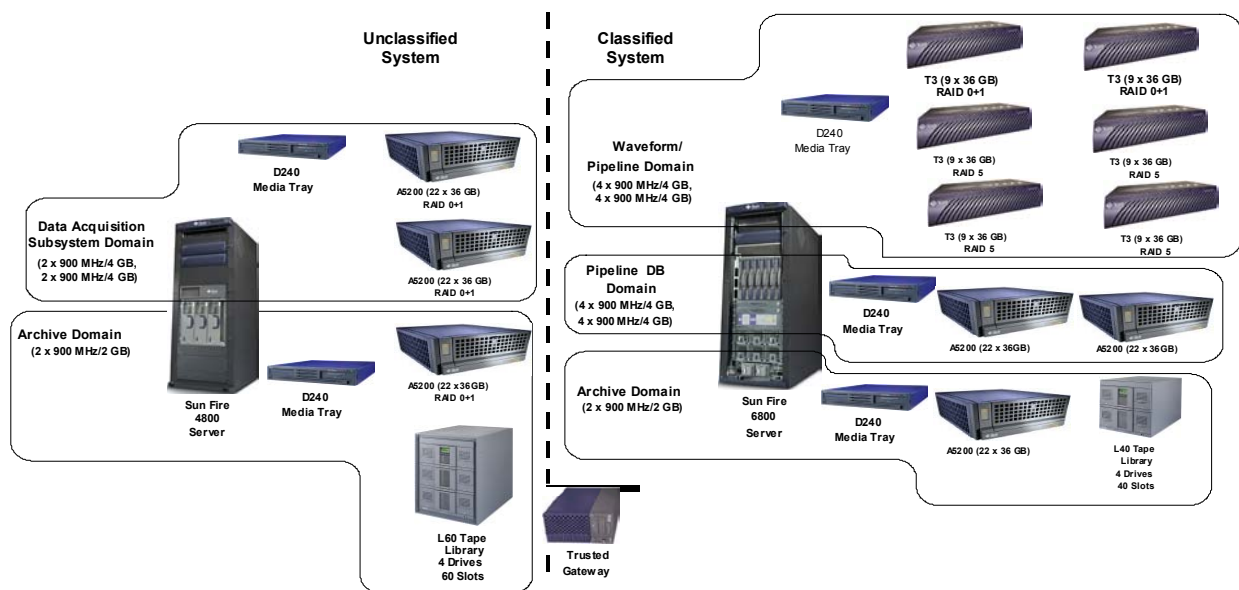 Unclassified
System
Classified
System
D240
Media Tray
A5200 (22 x 36 GB)
RAID 0+1
Data Acquisition
Subsystem Domain
(2 x 900 MHz/4 GB,
2 x 900 MHz/4 GB)
A5200 (22 x 36 GB)
RAID 0+1
Archive Domain
(2 x 900 MHz/2 GB)
Sun Fire
4800
Server
D240
Media Tray
A5200 (22 x 36GB)
RAID 0+1
L60 Tape
Library
4 Drives
60 Slots
Trusted
Gateway
Waveform/
Pipeline Domain
(4 x 900 MHz/4 GB,
4 x 900 MHz/4 GB)
D240
Media Tray
T3 (9 x 36 GB)
RAID 0+1
T3 (9 x 36 GB)
RAID 0+1
T3 (9 x 36 GB)
RAID 5
T3 (9 x 36 GB)
RAID 5
T3 (9 x 36 GB)
RAID 5
T3 (9 x 36 GB)
RAID 5
Pipeline DB
Domain
(4 x 900 MHz/4 GB,
4 x 900 MHz/4 GB)
D240
Media Tray
A5200 (22 x 36GB)
A5200 (22 x 36GB)
Archive Domain
(2 x 900 MHz/2 GB)
Sun Fire
6800
Server
D240
Media Tray
A5200 (22 x 36 GB)
L40 Tape
Library
4 Drives
40 Slots